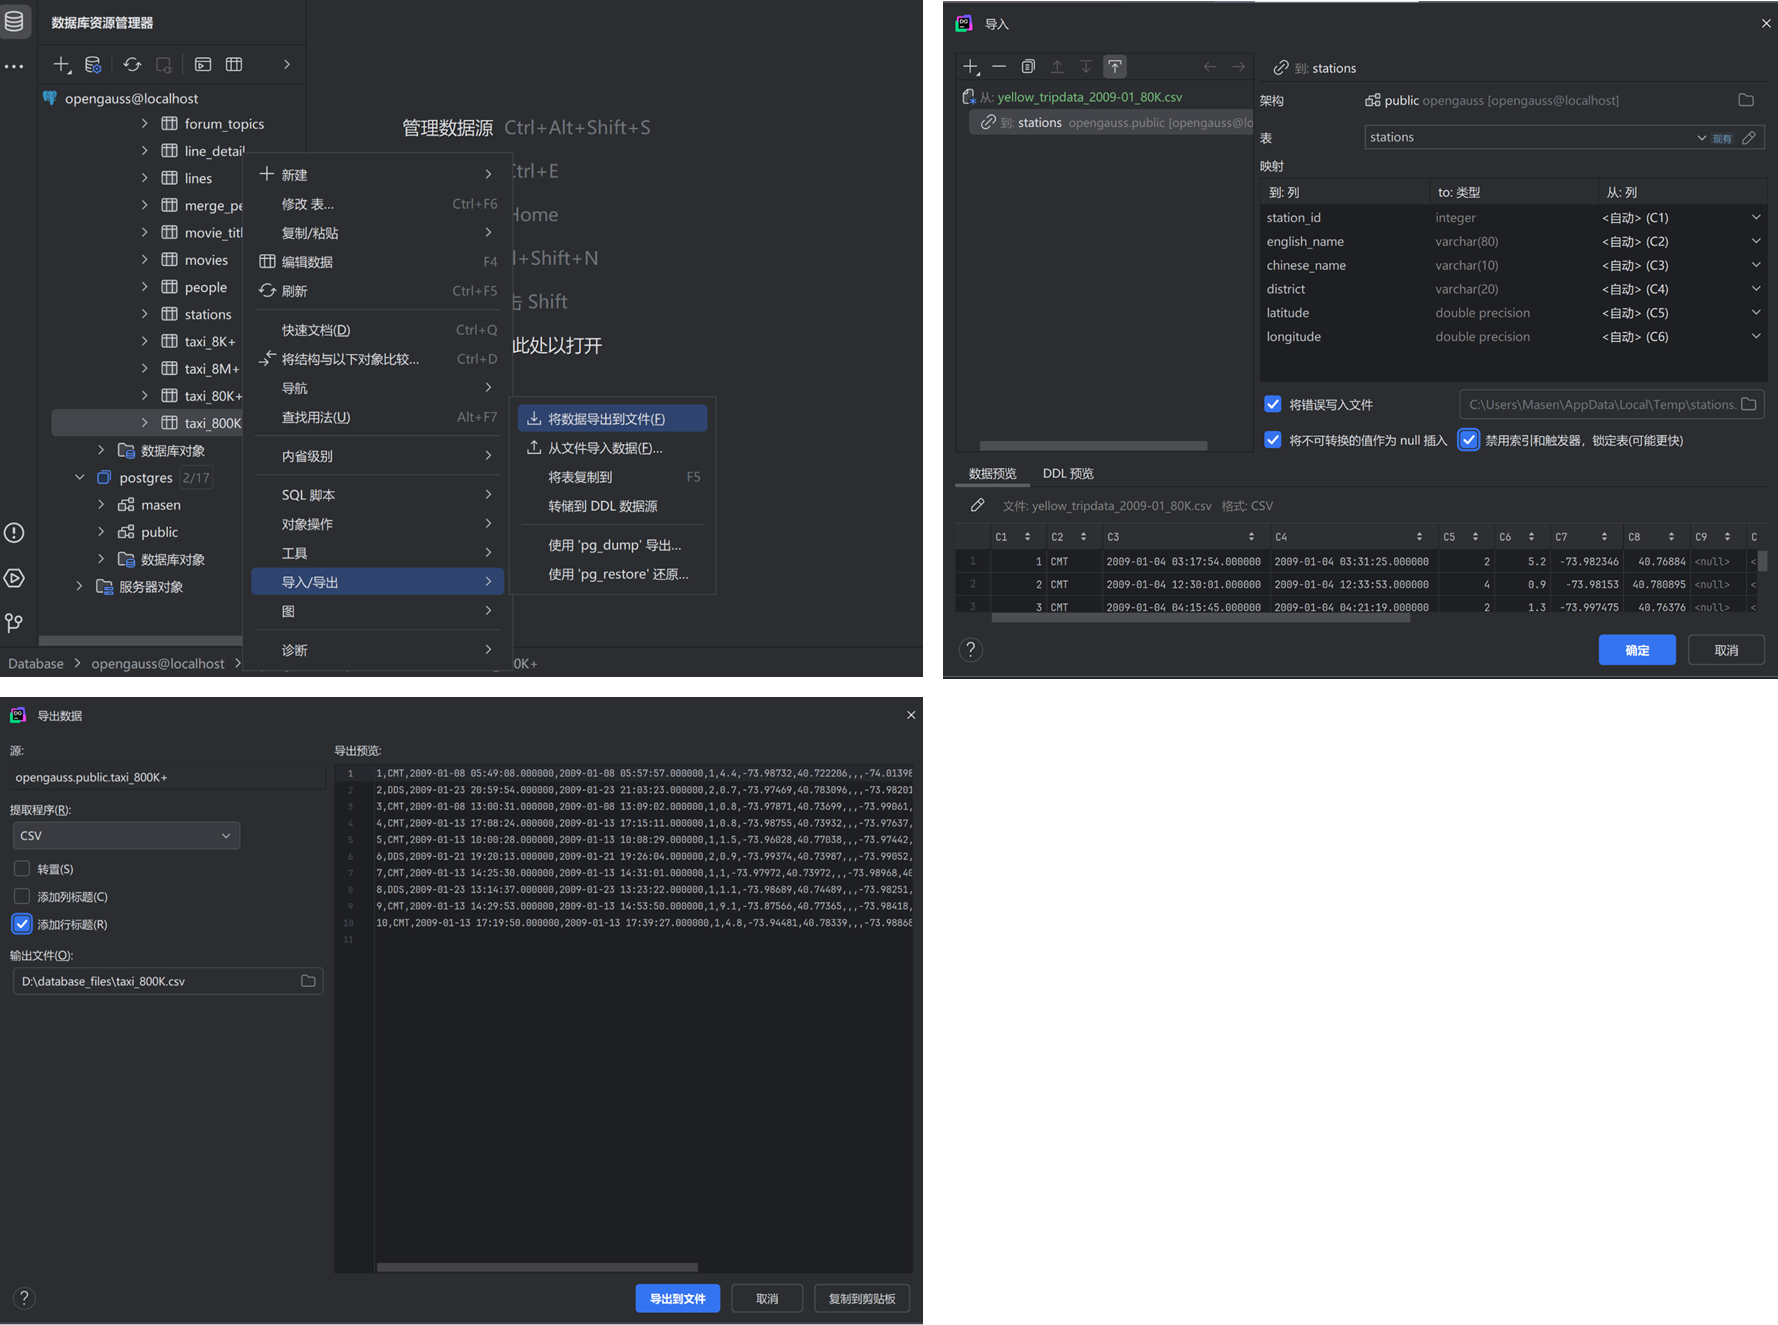 数据库资源管理器
opengauss@localhost
forum_topics
line_detail
lines
merge_pe
movie_titl
movies
people
stations
taxi_8K+
taxi_8M+
taxi_80K+
taxi_800K
数据库对象
postgres 2/17
masen
public
数据库对象
服务器对象
管理数据源 Ctrl+Alt+Shift+S
Ctrl+E
Home
l+Shift+N
击 Shift
此处以打开
新建
修改 表... Ctrl+F6
复制/粘贴
编辑数据 F4
刷新 Ctrl+F5
快速文档(D) Ctrl+Q
将结构与以下对象比较... Ctrl+D
导航
查找用法(U) Alt+F7
内省级别
SQL 脚本
对象操作
工具
导入/导出
图
诊断
将数据导出到文件(F)
从文件导入数据(F)...
将表复制到 F5
转储到 DDL 数据源
使用 'pg_dump' 导出...
使用 'pg_restore' 还原...
Database > opengauss@localhost >
0K+
导入
从: yellow_tripdata_2009-01_80K.csv
到: stations opengauss.public [opengauss@lo
到: stations
架构 public opengauss [opengauss@localhost]
表 stations 现有
映射
到: 列 to: 类型 从: 列
station_id integer <自动> (C1)
english_name varchar(80) <自动> (C2)
chinese_name varchar(10) <自动> (C3)
district varchar(20) <自动> (C4)
latitude double precision <自动> (C5)
longitude double precision <自动> (C6)
将错误写入文件 C:\Users\Masen\AppData\Local\Temp\stations.
将不可转换的值作为 null 插入 禁用索引和触发器，锁定表(可能更快)
数据预览 DDL 预览
文件: yellow_tripdata_2009-01_80K.csv 格式: CSV
C1 C2 C3 C4 C5 C6 C7 C8 C9 C
1 1 CMT 2009-01-04 03:17:54.000000 2009-01-04 03:31:25.000000 2 5.2 -73.982346 40.76884 <null> <
2 2 CMT 2009-01-04 12:30:01.000000 2009-01-04 12:33:53.000000 4 0.9 -73.98153 40.780895 <null> <
3 3 CMT 2009-01-04 04:15:45.000000 2009-01-04 04:21:19.000000 2 1.3 -73.997475 40.76376 <null> <
? 确定 取消
导出数据
源:
opengauss.public.taxi_800K+
提取程序(R):
CSV
转置(S)
添加列标题(C)
添加行标题(R)
输出文件(O):
D:\database_files\taxi_800K.csv
导出预览:
1 1,CMT,2009-01-08 05:49:08.000000,2009-01-08 05:57:57.000000,1,4.4,-73.98732,40.722206,,,-74.01398
2 2,DDS,2009-01-23 20:59:54.000000,2009-01-23 21:03:23.000000,2,0.7,-73.97469,40.783096,,,-73.98201
3 3,CMT,2009-01-08 13:00:31.000000,2009-01-08 13:09:02.000000,1,0.8,-73.97871,40.73699,,,-73.99061,
4 4,CMT,2009-01-13 17:08:24.000000,2009-01-13 17:15:11.000000,1,0.8,-73.98755,40.73932,,,-73.97637,
5 5,CMT,2009-01-13 10:00:28.000000,2009-01-13 10:08:29.000000,1,1.5,-73.96028,40.77038,,,-73.97442,
6 6,DDS,2009-01-21 19:20:13.000000,2009-01-21 19:26:04.000000,2,0.9,-73.99374,40.73987,,,-73.99052,
7 7,CMT,2009-01-13 14:25:30.000000,2009-01-13 14:31:01.000000,1,1,-73.97972,40.73972,,,-73.98968,40
8 8,DDS,2009-01-23 13:14:37.000000,2009-01-23 13:23:22.000000,1,1.1,-73.98689,40.74489,,,-73.98251,
9 9,CMT,2009-01-13 14:29:53.000000,2009-01-13 14:53:50.000000,1,9.1,-73.87566,40.77365,,,-73.98418,
10 10,CMT,2009-01-13 17:19:50.000000,2009-01-13 17:39:27.000000,1,4.8,-73.94481,40.78339,,,-73.98868
11
? 导出到文件 取消 复制到剪贴板